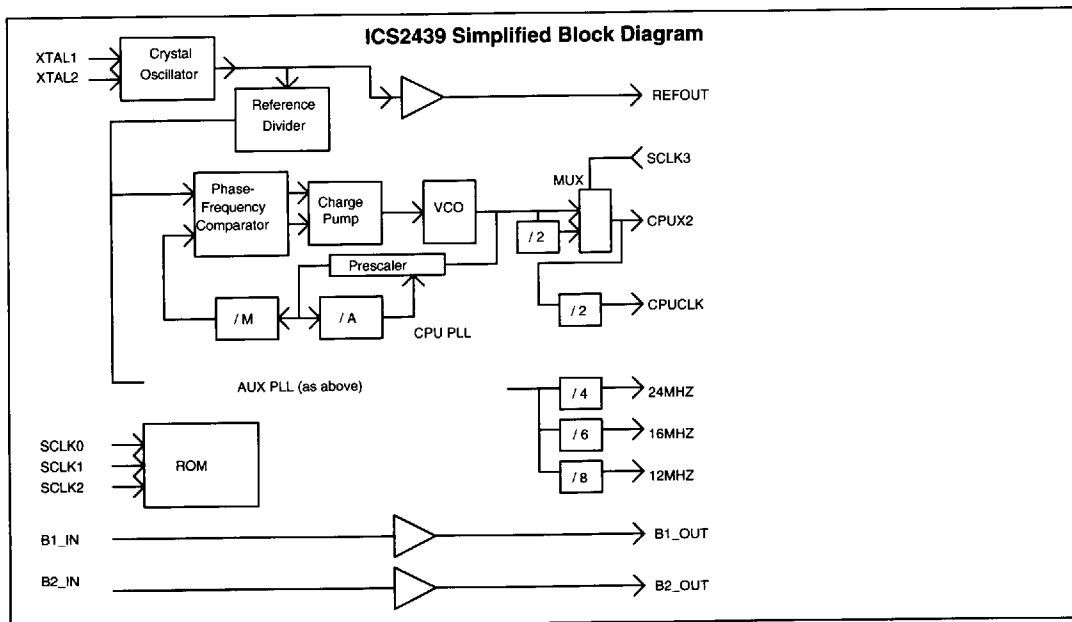 ICS2439 Simplified Block Diagram
XTAL1
XTAL2
Crystal
Oscillator
Reference
Divider
REFOUT
SCLK3
MUX
Phase-
Frequency
Comparator
Charge
Pump
VCO
/ 2
CPUX2
Prescaler
/ M
/ A
CPU PLL
/ 2
CPUCLK
AUX PLL (as above)
/ 4
24MHZ
/ 6
16MHZ
/ 8
12MHZ
SCLK0
SCLK1
SCLK2
ROM
B1_IN
B1_OUT
B2_IN
B2_OUT